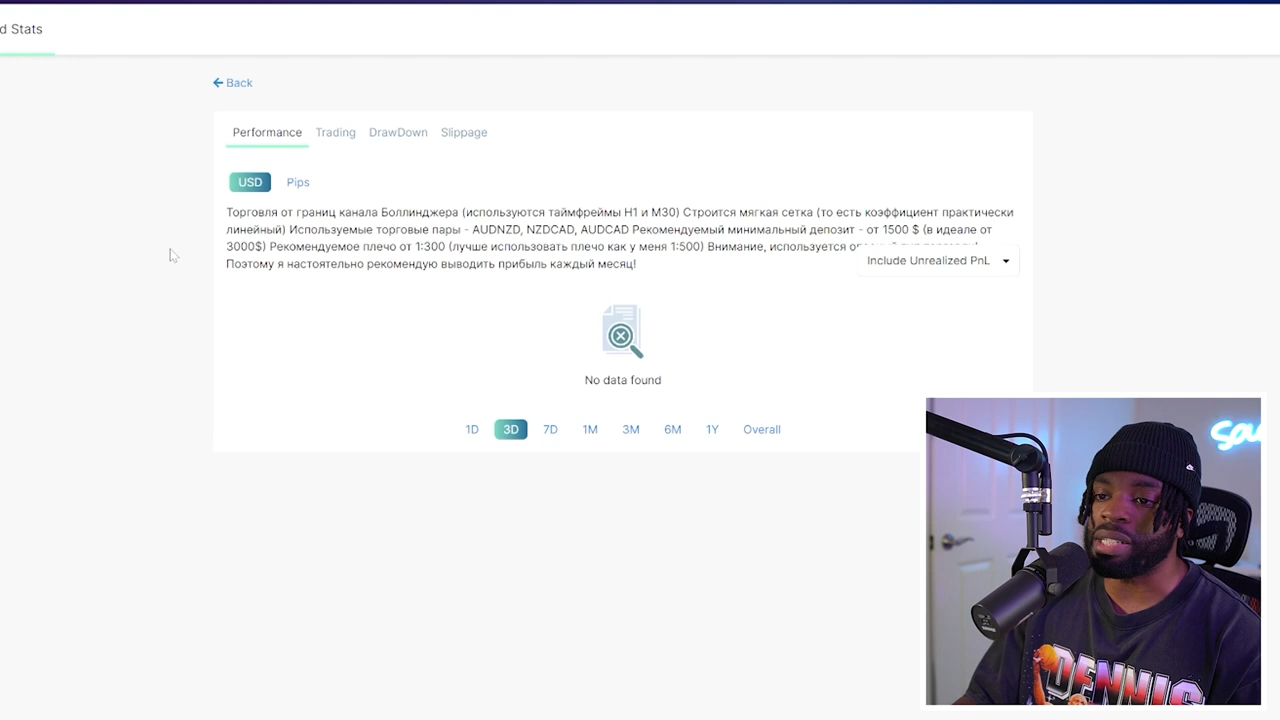 d Stats
Back
Performance Trading DrawDown Slippage
USD Pips
Торговля от границ канала Боллинджера (используются таймфреймы H1 и M30) Строится мягкая сетка (то есть коэффициент практически
линейный) Используемые торговые пары - AUDNZD, NZDCAD, AUDCAD Рекомендуемый минимальный депозит - от 1500 $ (в идеале от
3000$) Рекомендуемое плечо от 1:300 (лучше использовать плечо как у меня 1:500) Внимание, используется
Поэтому я настоятельно рекомендую выводить прибыль каждый месяц!
Include Unrealized PnL
No data found
1D 3D 7D 1M 3M 6M 1Y Overall
DENNIS